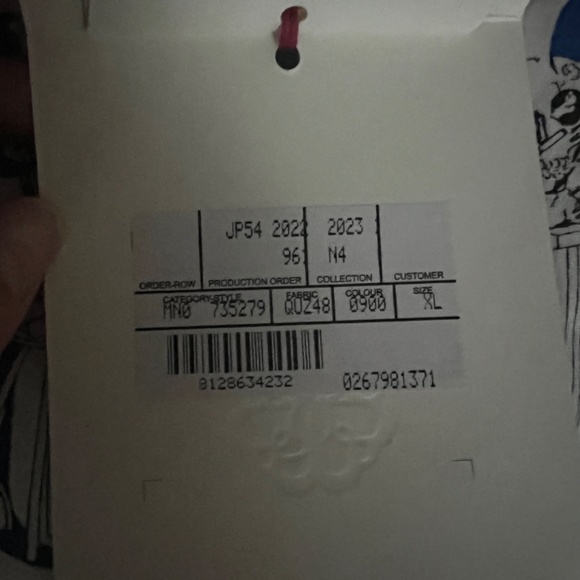 JP54 2022 2023
96 N4
ORDER-ROW PRODUCTION ORDER COLLECTION CUSTOMER
CATEGORY-STYLE FABRIC COLOUR SIZE
MN0 735279 QUZ48 0900 XL
8128634232 0267981371